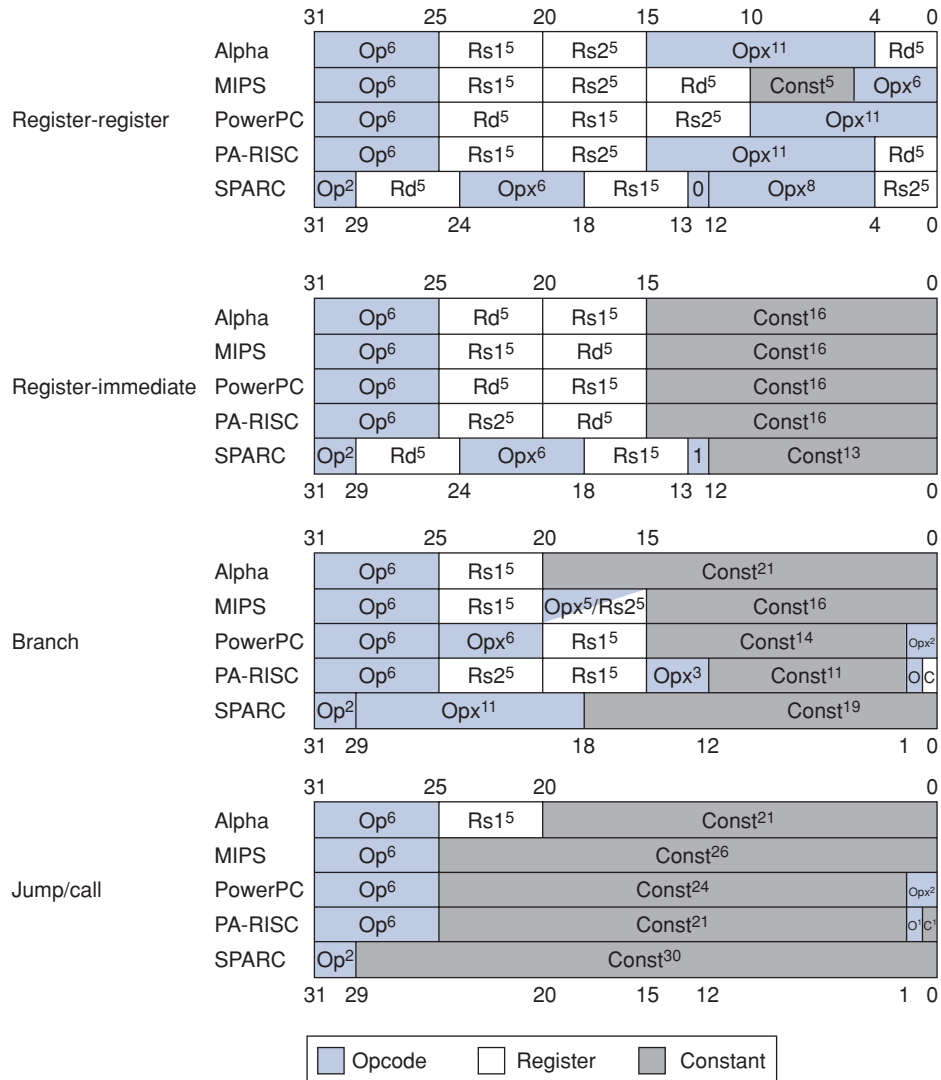 31 25 20 15 10 4 0
Alpha Op⁶ Rs1⁵ Rs2⁵ Opx¹¹ Rd⁵
MIPS Op⁶ Rs1⁵ Rs2⁵ Rd⁵ Const⁵ Opx⁶
Register-register PowerPC Op⁶ Rd⁵ Rs1⁵ Rs2⁵ Opx¹¹
PA-RISC Op⁶ Rs1⁵ Rs2⁵ Opx¹¹ Rd⁵
SPARC Op² Rd⁵ Opx⁶ Rs1⁵ 0 Opx⁸ Rs2⁵
31 29 24 18 13 12 4 0
31 25 20 15 0
Alpha Op⁶ Rd⁵ Rs1⁵ Const¹⁶
MIPS Op⁶ Rs1⁵ Rd⁵ Const¹⁶
Register-immediate PowerPC Op⁶ Rd⁵ Rs1⁵ Const¹⁶
PA-RISC Op⁶ Rs2⁵ Rd⁵ Const¹⁶
SPARC Op² Rd⁵ Opx⁶ Rs1⁵ 1 Const¹³
31 29 24 18 13 12 0
31 25 20 15 0
Alpha Op⁶ Rs1⁵ Const²¹
MIPS Op⁶ Rs1⁵ Opx⁵/Rs2⁵ Const¹⁶
Branch PowerPC Op⁶ Opx⁶ Rs1⁵ Const¹⁴ Opx²
PA-RISC Op⁶ Rs2⁵ Rs1⁵ Opx³ Const¹¹ O C
SPARC Op² Opx¹¹ Const¹⁹
31 29 18 12 1 0
31 25 20 0
Alpha Op⁶ Rs1⁵ Const²¹
MIPS Op⁶ Const²⁶
Jump/call PowerPC Op⁶ Const²⁴ Opx²
PA-RISC Op⁶ Const²¹ O¹ C¹
SPARC Op² Const³⁰
31 29 20 15 12 1 0
Opcode Register Constant